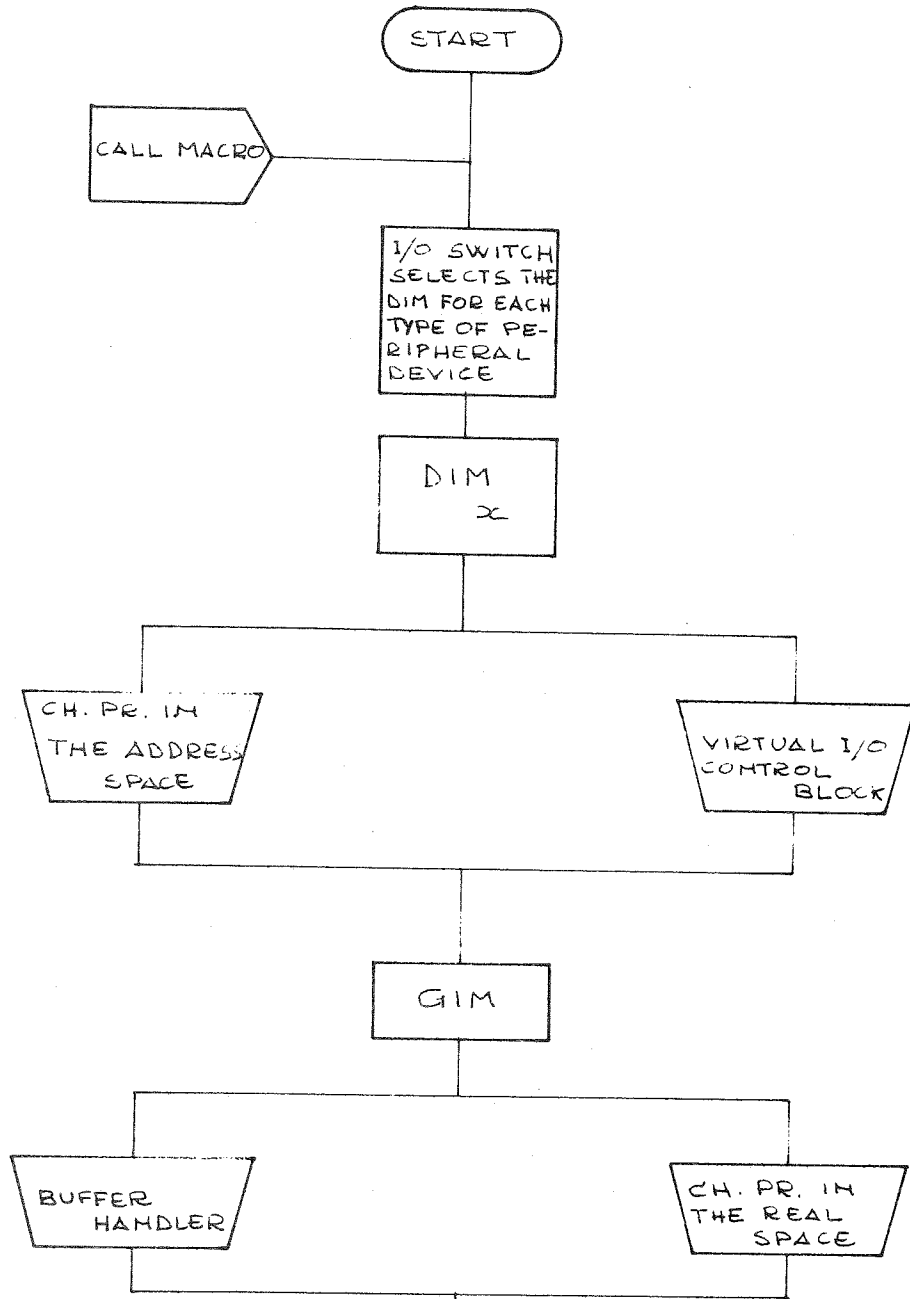 START
CALL MACRO
I/O SWITCH
SELECTS THE
DIM FOR EACH
TYPE OF PE-
RIPHERAL
DEVICE
DIM
x
CH. PR. IN
THE ADDRESS
SPACE
VIRTUAL I/O
CONTROL
BLOCK
GIM
BUFFER
HANDLER
CH. PR. IN
THE REAL
SPACE